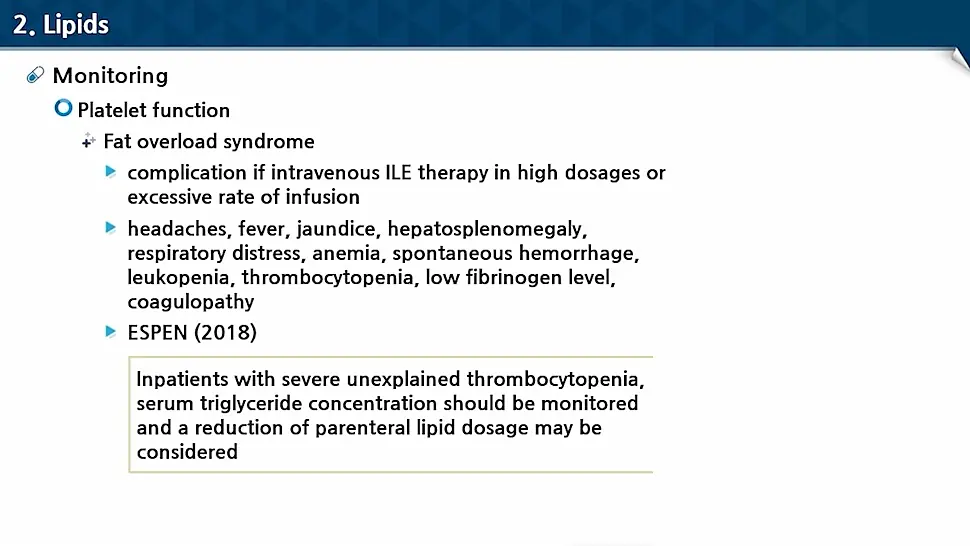 2. Lipids
Monitoring
Platelet function
Fat overload syndrome
complication if intravenous ILE therapy in high dosages or
excessive rate of infusion
headaches, fever, jaundice, hepatosplenomegaly,
respiratory distress, anemia, spontaneous hemorrhage,
leukopenia, thrombocytopenia, low fibrinogen level,
coagulopathy
ESPEN (2018)
Inpatients with severe unexplained thrombocytopenia,
serum triglyceride concentration should be monitored
and a reduction of parenteral lipid dosage may be
considered